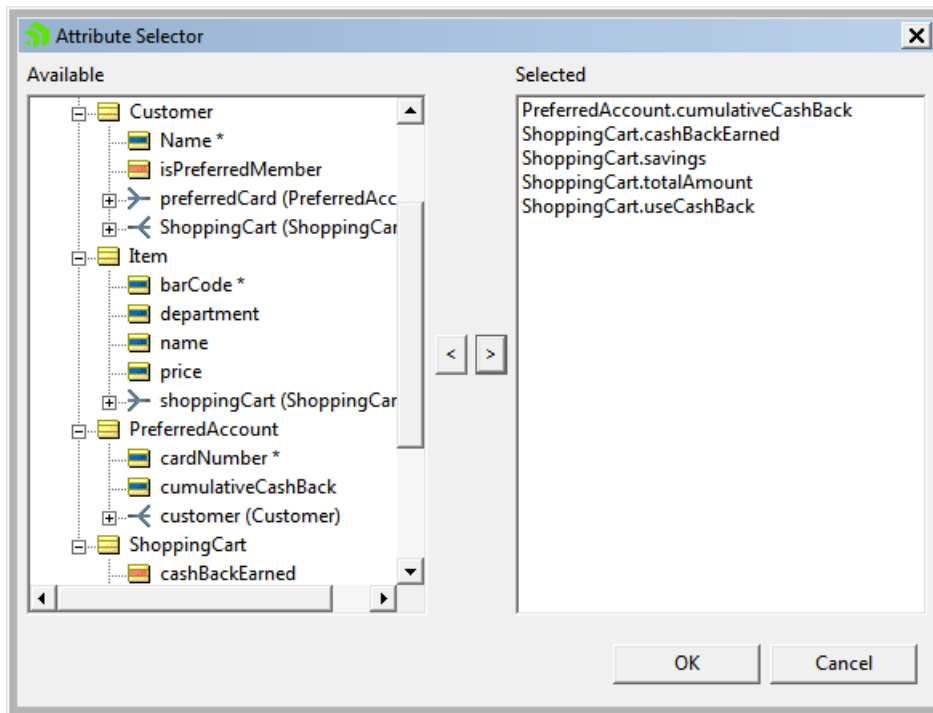 Attribute Selector
Available
Customer
Name *
isPreferredMember
preferredCard (PreferredAcc
ShoppingCart (ShoppingCar
Item
barCode *
department
name
price
shoppingCart (ShoppingCar
PreferredAccount
cardNumber *
cumulativeCashBack
customer (Customer)
ShoppingCart
cashBackEarned
< >
Selected
PreferredAccount.cumulativeCashBack
ShoppingCart.cashBackEarned
ShoppingCart.savings
ShoppingCart.totalAmount
ShoppingCart.useCashBack
OK Cancel